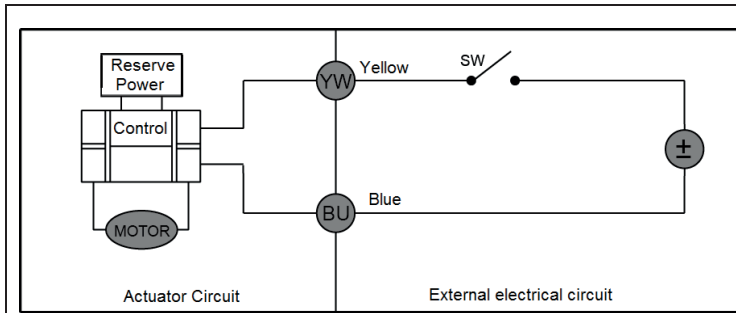 Reserve
Power
Control
MOTOR
YW
Yellow
SW
±
BU
Blue
Actuator Circuit
External electrical circuit